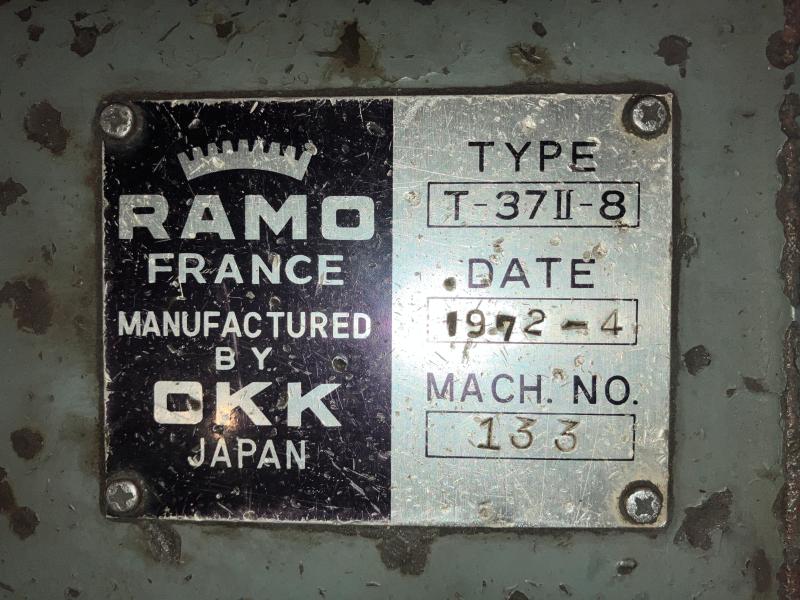 RAMO
FRANCE
MANUFACTURED
BY
OKK
JAPAN
TYPE
T-37II-8
DATE
1972-4
MACH. NO.
133